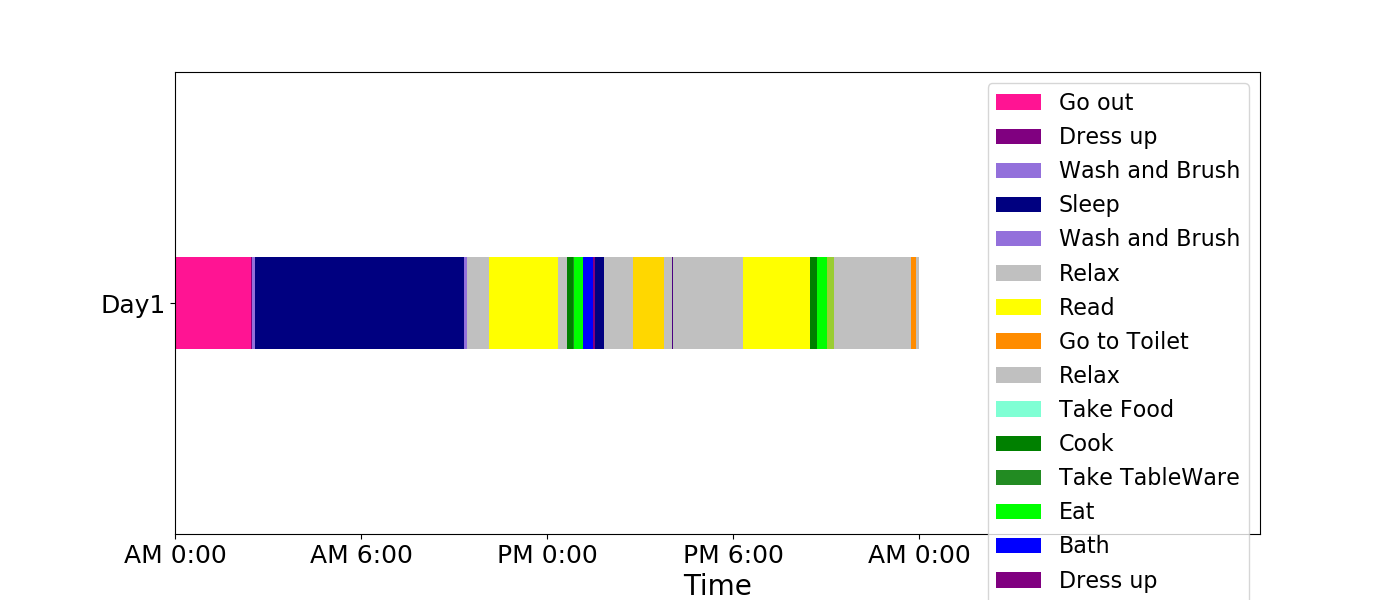 Go out
Dress up
Wash and Brush
Sleep
Wash and Brush
Relax
Read
Go to Toilet
Relax
Take Food
Cook
Take TableWare
Eat
Bath
Dress up
Day1
AM 0:00 AM 6:00 PM 0:00 PM 6:00 AM 0:00
Time